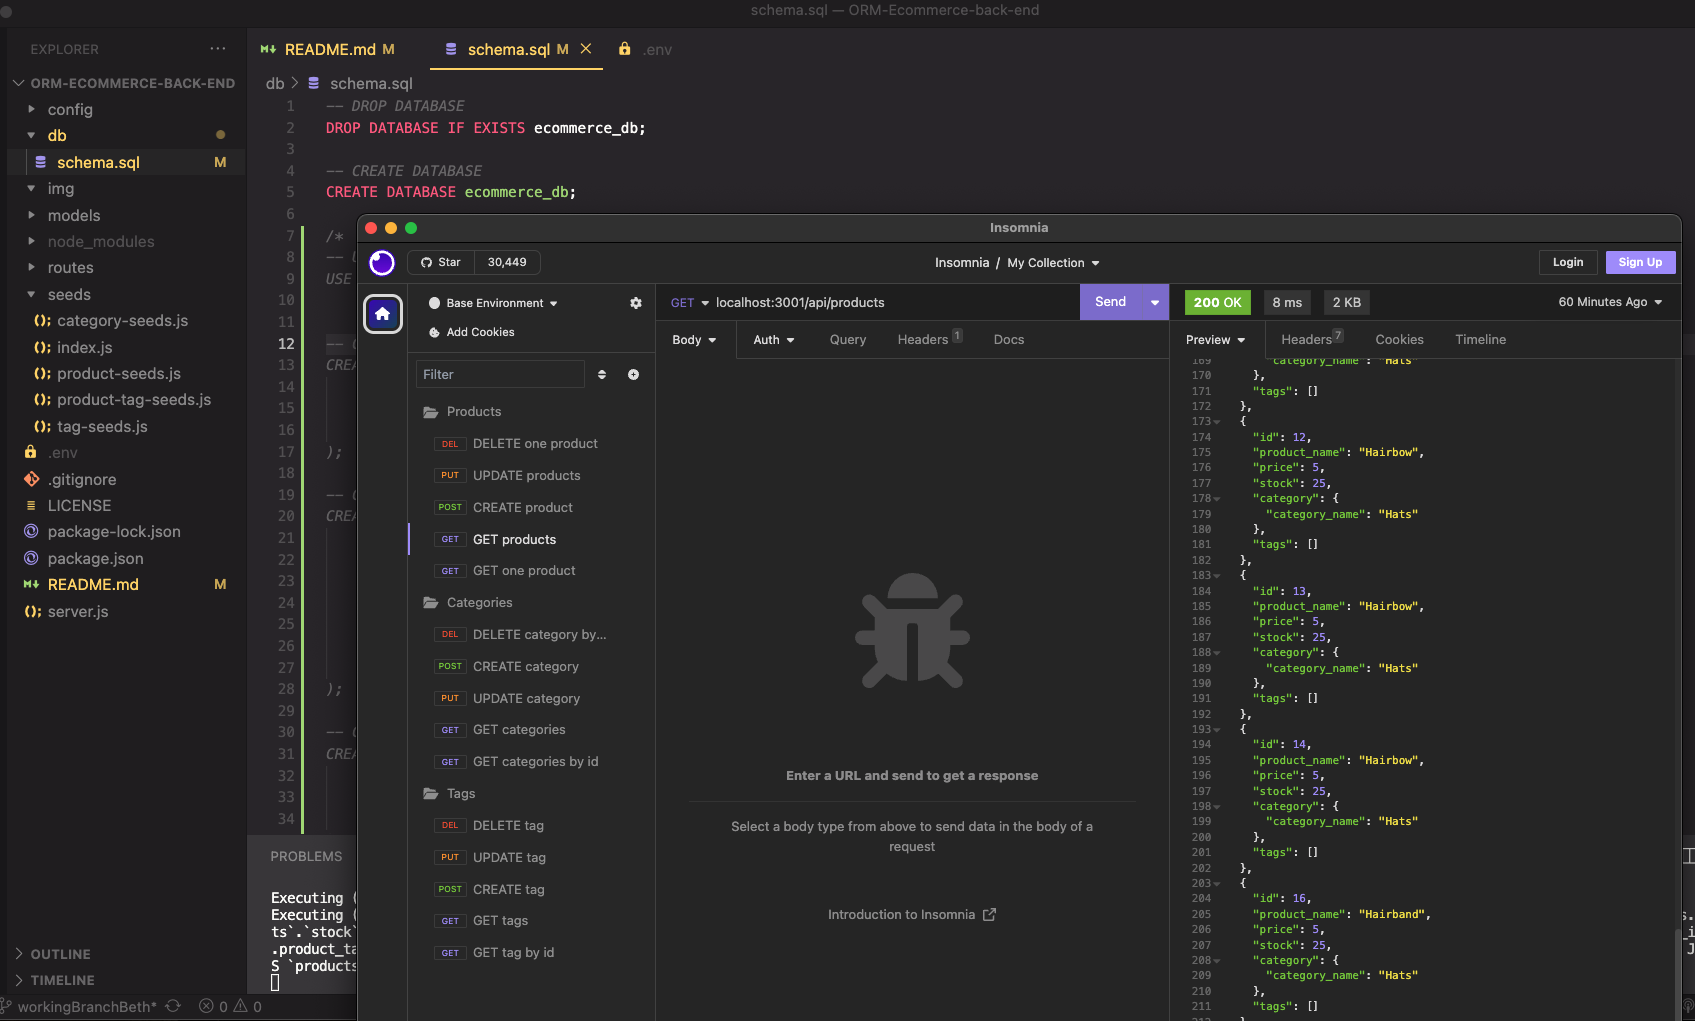 schema.sql — ORM-Ecommerce-back-end
EXPLORER
ORM-ECOMMERCE-BACK-END
config
db
schema.sql M
img
models
node_modules
routes
seeds
category-seeds.js
index.js
product-seeds.js
product-tag-seeds.js
tag-seeds.js
.env
.gitignore
LICENSE
package-lock.json
package.json
README.md M
server.js
OUTLINE
TIMELINE
workingBranchBeth* 0 0
README.md M
schema.sql M
.env
db > schema.sql
1 -- DROP DATABASE
2 DROP DATABASE IF EXISTS ecommerce_db;
3
4 -- CREATE DATABASE
5 CREATE DATABASE ecommerce_db;
6
7 /*
8 --
9 USE
10
11
12 --
13 CREA
14
15
16
17 );
18
19 --
20 CREA
21
22
23
24
25
26
27
28 );
29
30 --
31 CREA
32
33
34
PROBLEMS
Executing (
Executing (
ts`.`stock`
.product_ta
S `products
Insomnia
Star 30,449
Insomnia / My Collection
Login
Sign Up
Base Environment
Add Cookies
Filter
Products
DEL DELETE one product
PUT UPDATE products
POST CREATE product
GET GET products
GET GET one product
Categories
DEL DELETE category by...
POST CREATE category
PUT UPDATE category
GET GET categories
GET GET categories by id
Tags
DEL DELETE tag
PUT UPDATE tag
POST CREATE tag
GET GET tags
GET GET tag by id
GET localhost:3001/api/products
Send
Body Auth Query Headers 1 Docs
Enter a URL and send to get a response
Select a body type from above to send data in the body of a
request
Introduction to Insomnia
200 OK 8 ms 2 KB 60 Minutes Ago
Preview Headers 7 Cookies Timeline
169 "category_name": "Hats"
170 },
171 "tags": []
172 },
173 {
174 "id": 12,
175 "product_name": "Hairbow",
176 "price": 5,
177 "stock": 25,
178 "category": {
179 "category_name": "Hats"
180 },
181 "tags": []
182 },
183 {
184 "id": 13,
185 "product_name": "Hairbow",
186 "price": 5,
187 "stock": 25,
188 "category": {
189 "category_name": "Hats"
190 },
191 "tags": []
192 },
193 {
194 "id": 14,
195 "product_name": "Hairbow",
196 "price": 5,
197 "stock": 25,
198 "category": {
199 "category_name": "Hats"
200 },
201 "tags": []
202 },
203 {
204 "id": 16,
205 "product_name": "Hairband",
206 "price": 5,
207 "stock": 25,
208 "category": {
209 "category_name": "Hats"
210 },
211 "tags": []